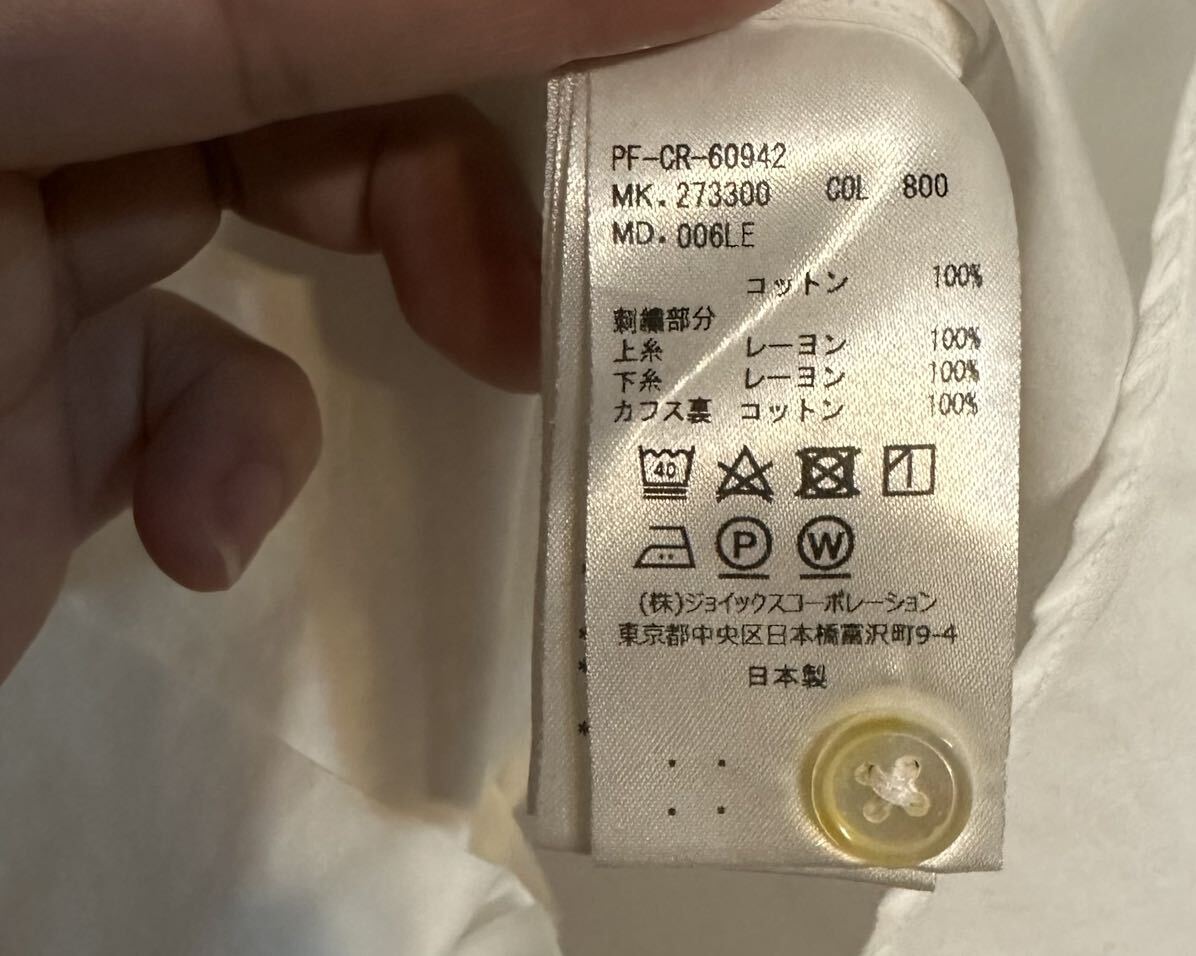 PF-CR-60942
MK. 273300 COL 800
MD. 006LE
コットン 100%
刺繍部分
上糸 レーヨン 100%
下糸 レーヨン 100%
カフス裏 コットン 100%
40
P W
(株)ジョイックスコーポレーション
東京都中央区日本橋富沢町9-4
日本製